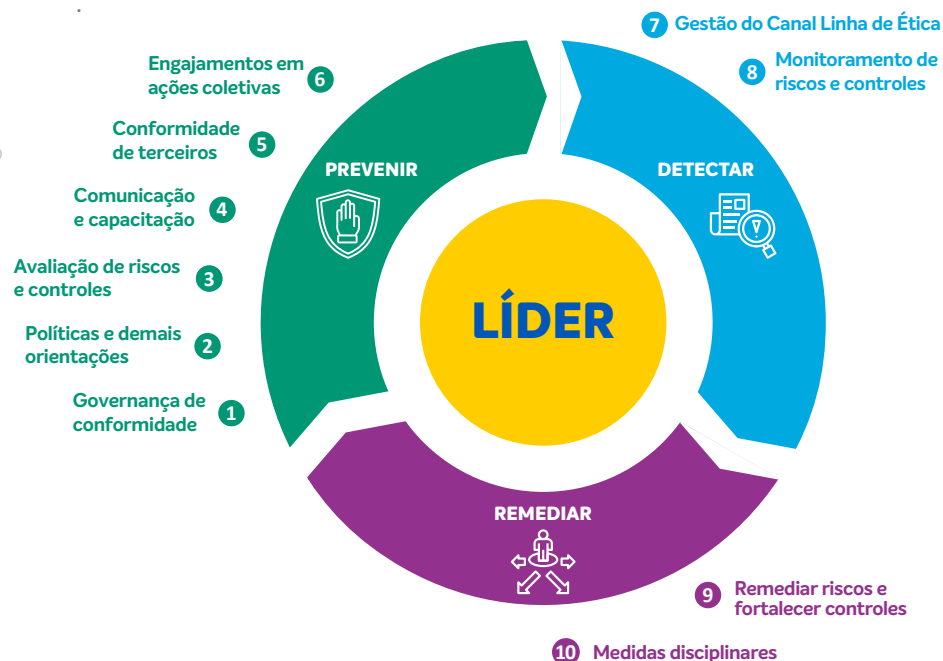 7 Gestão do Canal Linha de Ética
8 Monitoramento de
riscos e controles
Engajamentos em
ações coletivas 6
Conformidade
de terceiros 5
Comunicação
e capacitação 4
Avaliação de riscos
e controles 3
Políticas e demais
orientações 2
Governança de
conformidade 1
PREVENIR
DETECTAR
LÍDER
REMEDIAR
9 Remediar riscos e
fortalecer controles
10 Medidas disciplinares